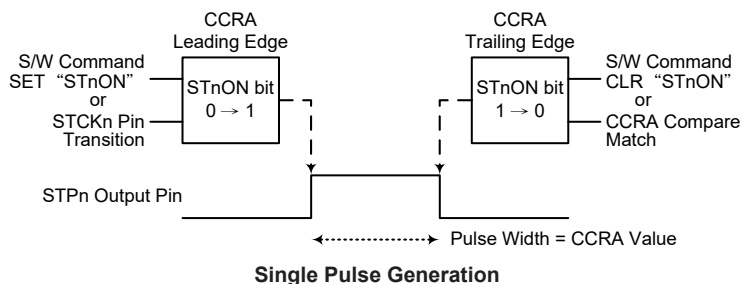 CCRA
Leading Edge
S/W Command
SET “STnON”
or
STCKn Pin
Transition
STnON bit
0 → 1
CCRA
Trailing Edge
STnON bit
1 → 0
S/W Command
CLR “STnON”
or
CCRA Compare
Match
STPn Output Pin
Pulse Width = CCRA Value
Single Pulse Generation